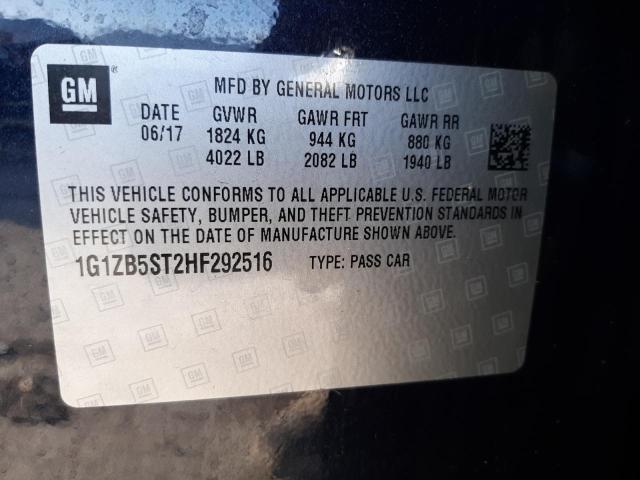 GM
MFD BY GENERAL MOTORS LLC
DATE GVWR GAWR FRT GAWR RR
06/17 1824 KG 944 KG 880 KG
4022 LB 2082 LB 1940 LB
THIS VEHICLE CONFORMS TO ALL APPLICABLE U.S. FEDERAL MOTOR
VEHICLE SAFETY, BUMPER, AND THEFT PREVENTION STANDARDS IN
EFFECT ON THE DATE OF MANUFACTURE SHOWN ABOVE.
1G1ZB5ST2HF292516 TYPE: PASS CAR